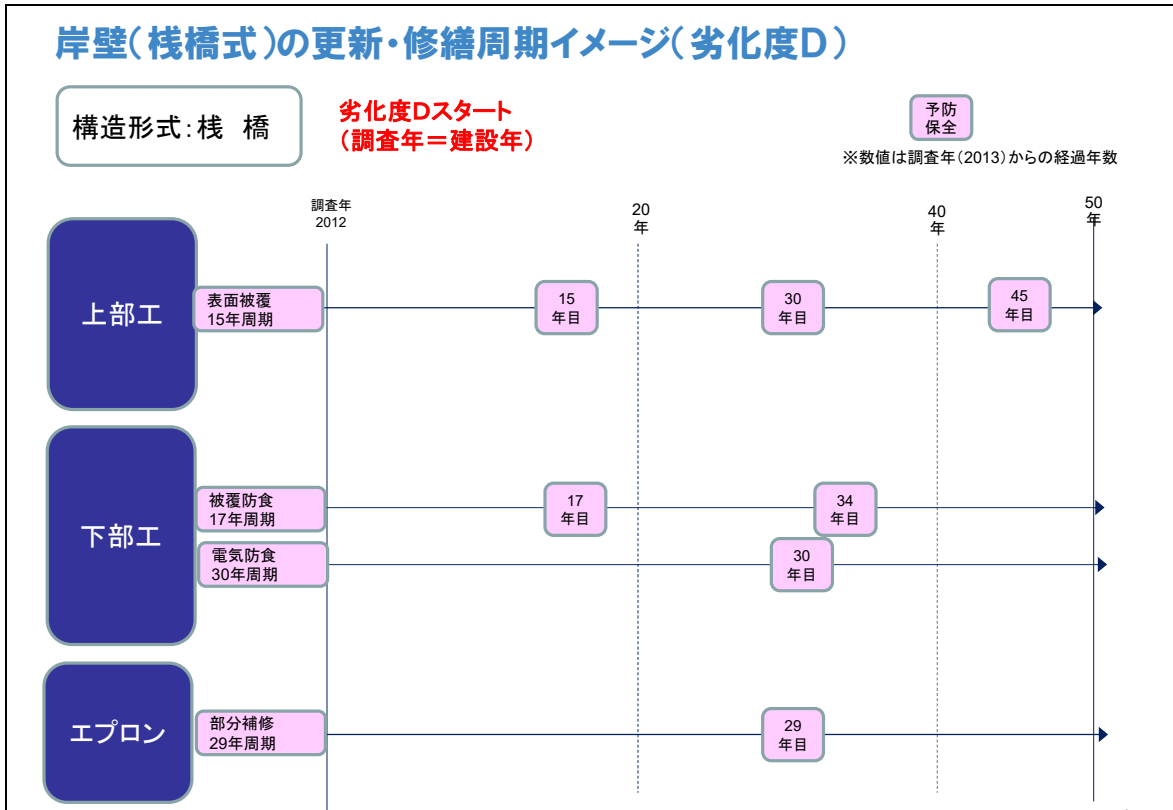 岸壁(桟橋式)の更新・修繕周期イメージ(劣化度D)
構造形式:桟 橋
劣化度Dスタート
(調査年=建設年)
予防
保全
※数値は調査年(2013)からの経過年数
調査年
2012
20
年
40
年
50
年
上部工
表面被覆
15年周期
15
年目
30
年目
45
年目
下部工
被覆防食
17年周期
17
年目
34
年目
電気防食
30年周期
30
年目
エプロン
部分補修
29年周期
29
年目